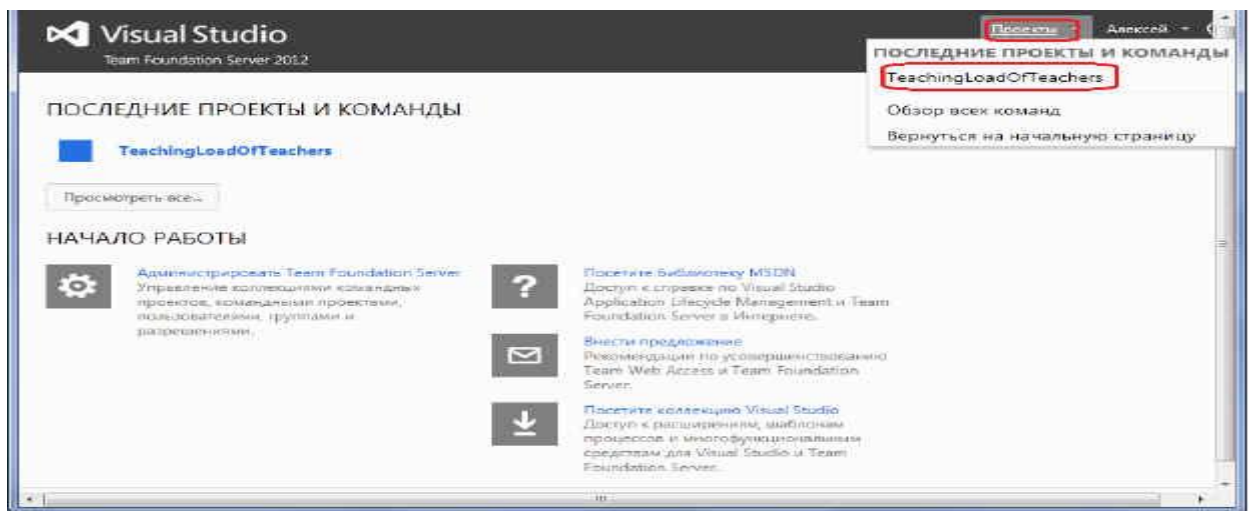 Visual Studio
Team Foundation Server 2012
Проекты
Алексей
ПОСЛЕДНИЕ ПРОЕКТЫ И КОМАНДЫ
TeachingLoadOfTeachers
Обзор всех команд
Вернуться на начальную страницу
ПОСЛЕДНИЕ ПРОЕКТЫ И КОМАНДЫ
TeachingLoadOfTeachers
Просмотреть все...
НАЧАЛО РАБОТЫ
Администрировать Team Foundation Server
Управление коллекциями командных
проектов, командными проектами,
пользователями, группами и
разрешениями.
Посетите библиотеку MSDN
Доступ к справке по Visual Studio
Application Lifecycle Management и Team
Foundation Server в Интернете.
Внести предложение
Рекомендации по усовершенствованию
Team Web Access и Team Foundation
Server.
Посетите коллекцию Visual Studio
Доступ к расширениям, шаблонам
процессов и многофункциональным
средствам для Visual Studio и Team
Foundation Server.